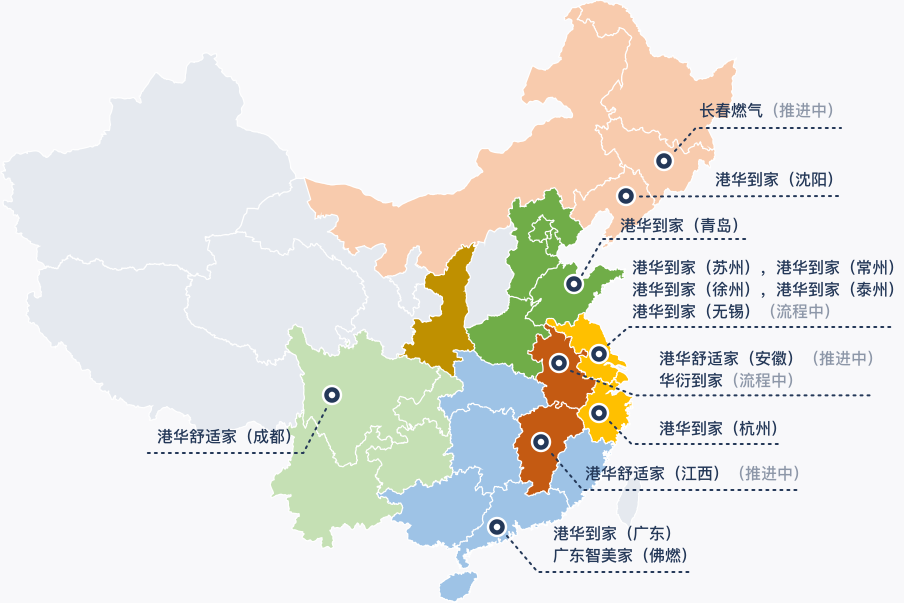 长春燃气（推进中）
港华到家（沈阳）
港华到家（青岛）
港华到家（苏州），港华到家（常州）
港华到家（徐州），港华到家（泰州）
港华到家（无锡）（流程中）
港华舒适家（安徽）（推进中）
华衍到家（流程中）
港华舒适家（成都）
港华到家（杭州）
港华舒适家（江西）（推进中）
港华到家（广东）
广东智美家（佛燃）